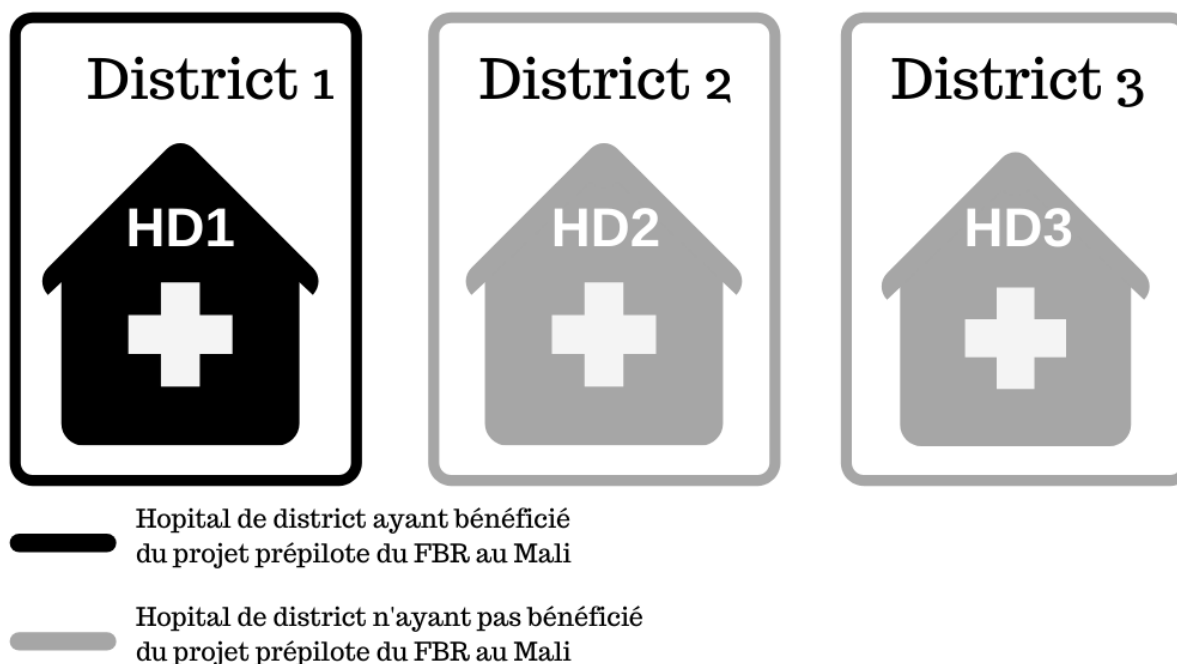 District 1
District 2
District 3
HD1
HD2
HD3
Hopital de district ayant bénéficié
du projet prépilote du FBR au Mali
Hopital de district n'ayant pas bénéficié
du projet prépilote du FBR au Mali